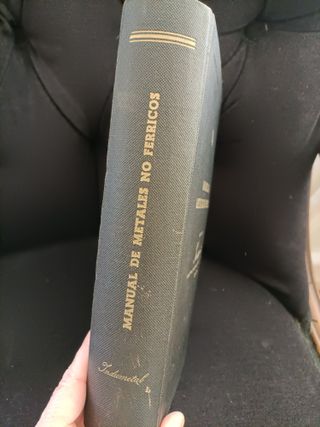 MANUAL DE METALES NO FERRICOS
Indumetal